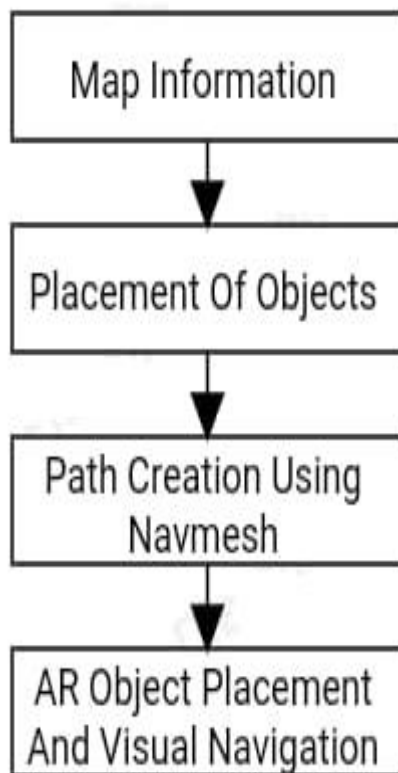 Map Information
Placement Of Objects
Path Creation Using
Navmesh
AR Object Placement
And Visual Navigation